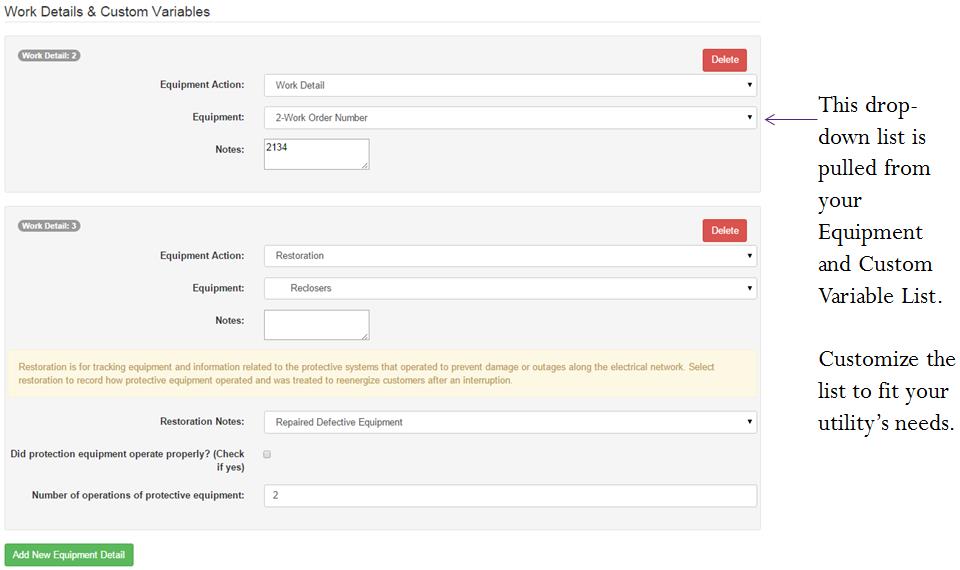 Work Details & Custom Variables
Work Detail: 2
Delete
Equipment Action:
Work Detail
Equipment:
2-Work Order Number
Notes:
2134
Work Detail: 3
Delete
Equipment Action:
Restoration
Equipment:
Reclosers
Notes:
Restoration is for tracking equipment and information related to the protective systems that operated to prevent damage or outages along the electrical network. Select
restoration to record how protective equipment operated and was treated to reenergize customers after an interruption.
Restoration Notes:
Repaired Defective Equipment
Did protection equipment operate properly? (Check
if yes)
Number of operations of protective equipment:
2
Add New Equipment Detail
This drop-
down list is
pulled from
your
Equipment
and Custom
Variable List.
Customize the
list to fit your
utility’s needs.